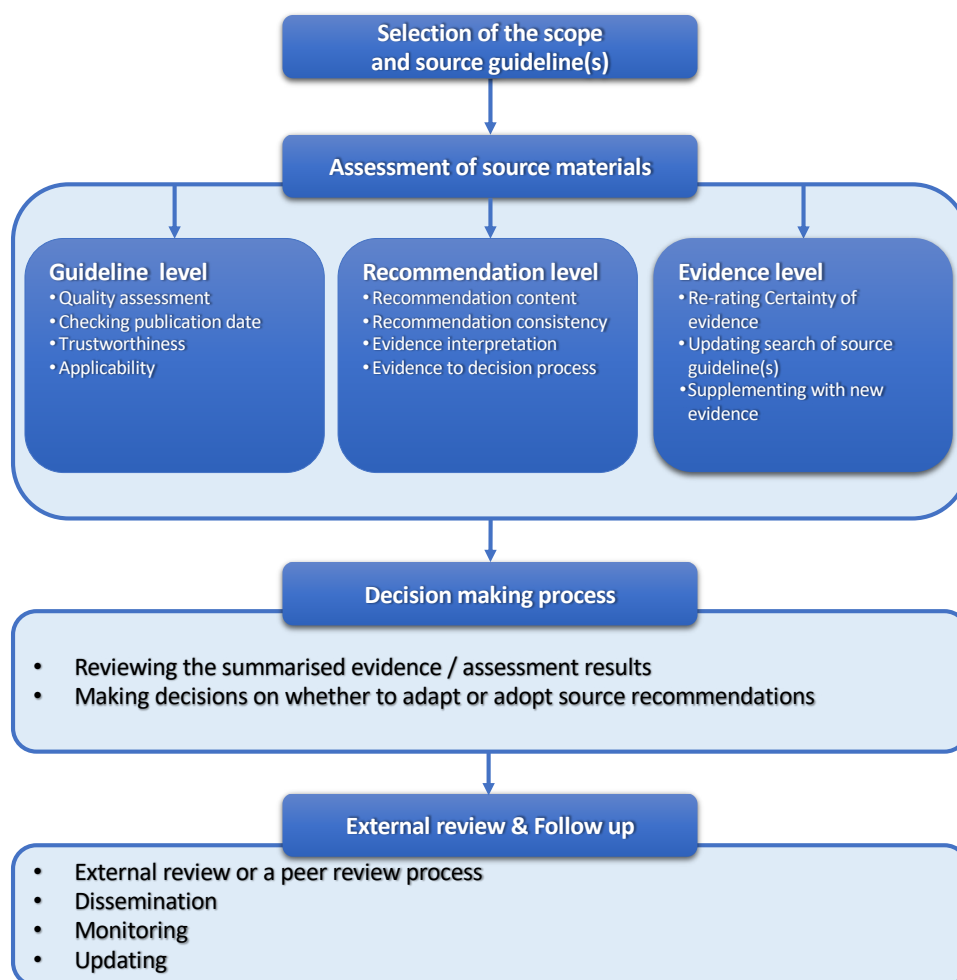 Selection of the scope
and source guideline(s)
Assessment of source materials
Guideline level
• Quality assessment
• Checking publication date
• Trustworthiness
• Applicability
Recommendation level
• Recommendation content
• Recommendation consistency
• Evidence interpretation
• Evidence to decision process
Evidence level
• Re-rating Certainty of
evidence
• Updating search of source
guideline(s)
• Supplementing with new
evidence
Decision making process
• Reviewing the summarised evidence / assessment results
• Making decisions on whether to adapt or adopt source recommendations
External review & Follow up
• External review or a peer review process
• Dissemination
• Monitoring
• Updating